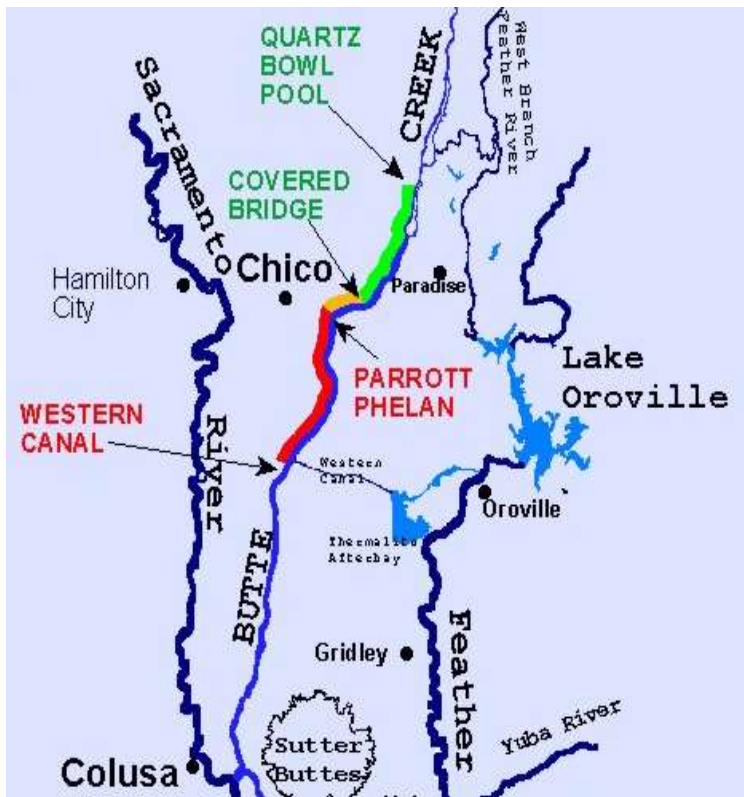 QUARTZ
BOWL
POOL
CREEK
West Branch
Feather River
Sacramento
COVERED
BRIDGE
Chico
Hamilton
City
Paradise
Lake
Oroville
PARROTT
PHELAN
WESTERN
CANAL
River
Western
Canal
Oroville
Thermalito
Afterbay
BUTTE
Feather
Gridley
Yuba River
Sutter
Buttes
Colusa